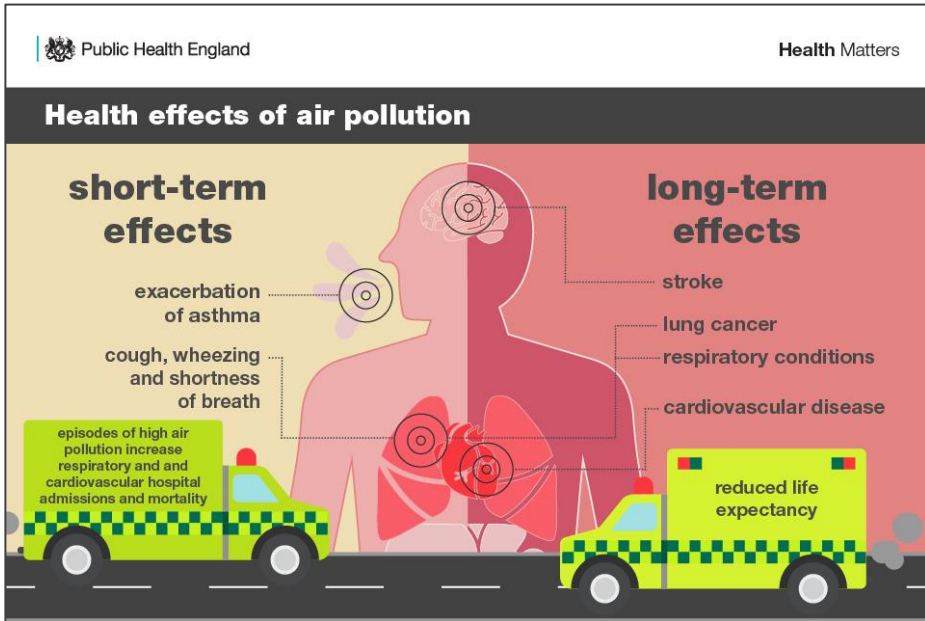 Public Health England
Health Matters
Health effects of air pollution
short-term
effects
exacerbation
of asthma
cough, wheezing
and shortness
of breath
episodes of high air
pollution increase
respiratory and and
cardiovascular hospital
admissions and mortality
long-term
effects
stroke
lung cancer
respiratory conditions
cardiovascular disease
reduced life
expectancy